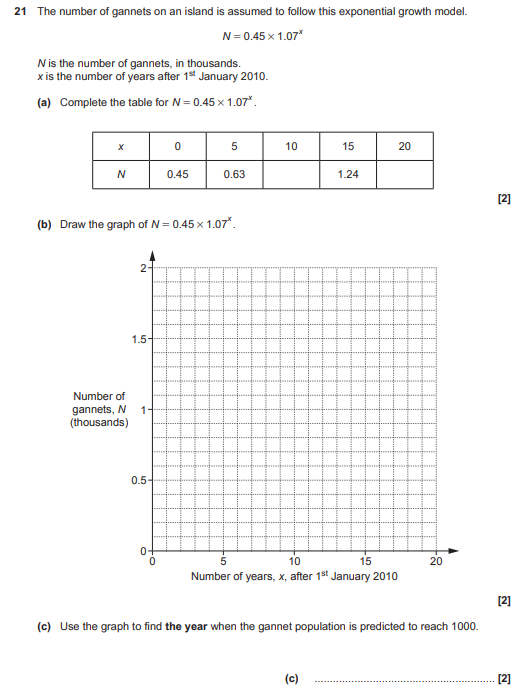 21 The number of gannets on an island is assumed to follow this exponential growth model.
N = 0.45 × 1.07ˣ
N is the number of gannets, in thousands.
x is the number of years after 1ˢᵗ January 2010.
(a) Complete the table for N = 0.45 × 1.07ˣ.
x 0 5 10 15 20
N 0.45 0.63 1.24
[2]
(b) Draw the graph of N = 0.45 × 1.07ˣ.
2
1.5
Number of
gannets, N 1
(thousands)
0.5
0
0 5 10 15 20
Number of years, x, after 1ˢᵗ January 2010
[2]
(c) Use the graph to find the year when the gannet population is predicted to reach 1000.
(c) ............................................................ [2]